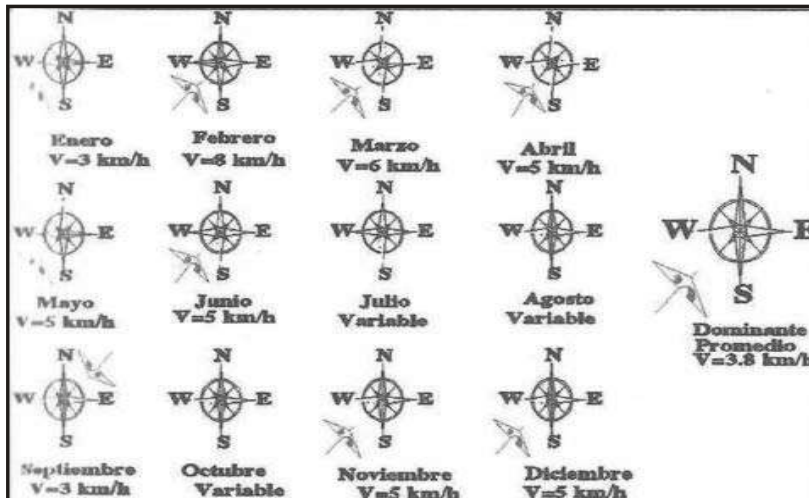 N
W E
S
Enero
V=3 km/h
N
W E
S
Febrero
V=8 km/h
N
W E
S
Marzo
V=6 km/h
N
W E
S
Abril
V=5 km/h
N
W E
S
Mayo
V=5 km/h
N
W E
S
Junio
V=5 km/h
N
W E
S
Julio
Variable
N
W E
S
Agosto
Variable
N
W E
S
Dominante
Promedio
V=3.8 km/h
N
W E
S
Septiembre
V=3 km/h
N
W E
S
Octubre
Variable
N
W E
S
Noviembre
V=5 km/h
N
W E
S
Diciembre
V=5 km/h